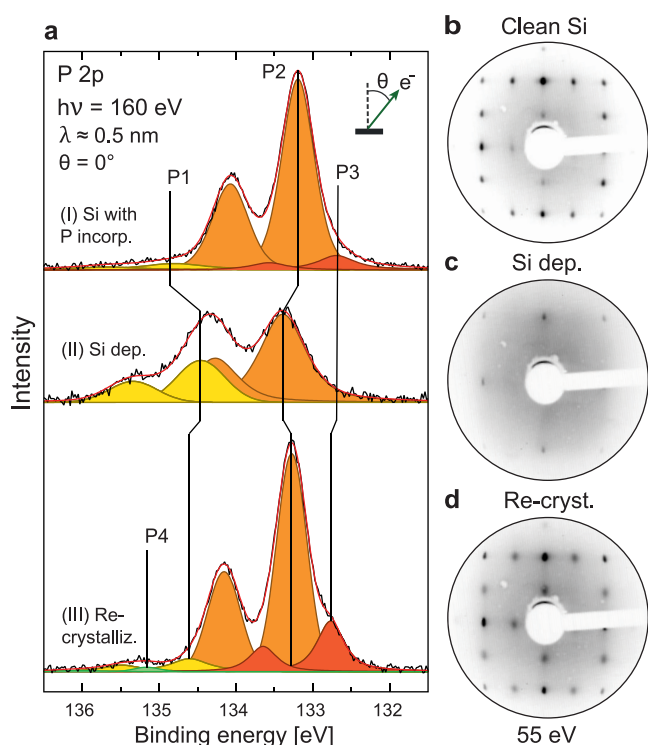 a
P 2p
hν = 160 eV
λ ≈ 0.5 nm
θ = 0°
P1
P2
P3
θ
e⁻
(I) Si with
P incorp.
(II) Si dep.
P4
(III) Re-
crystalliz.
Intensity
136 135 134 133 132
Binding energy [eV]
b
Clean Si
c
Si dep.
d
Re-cryst.
55 eV